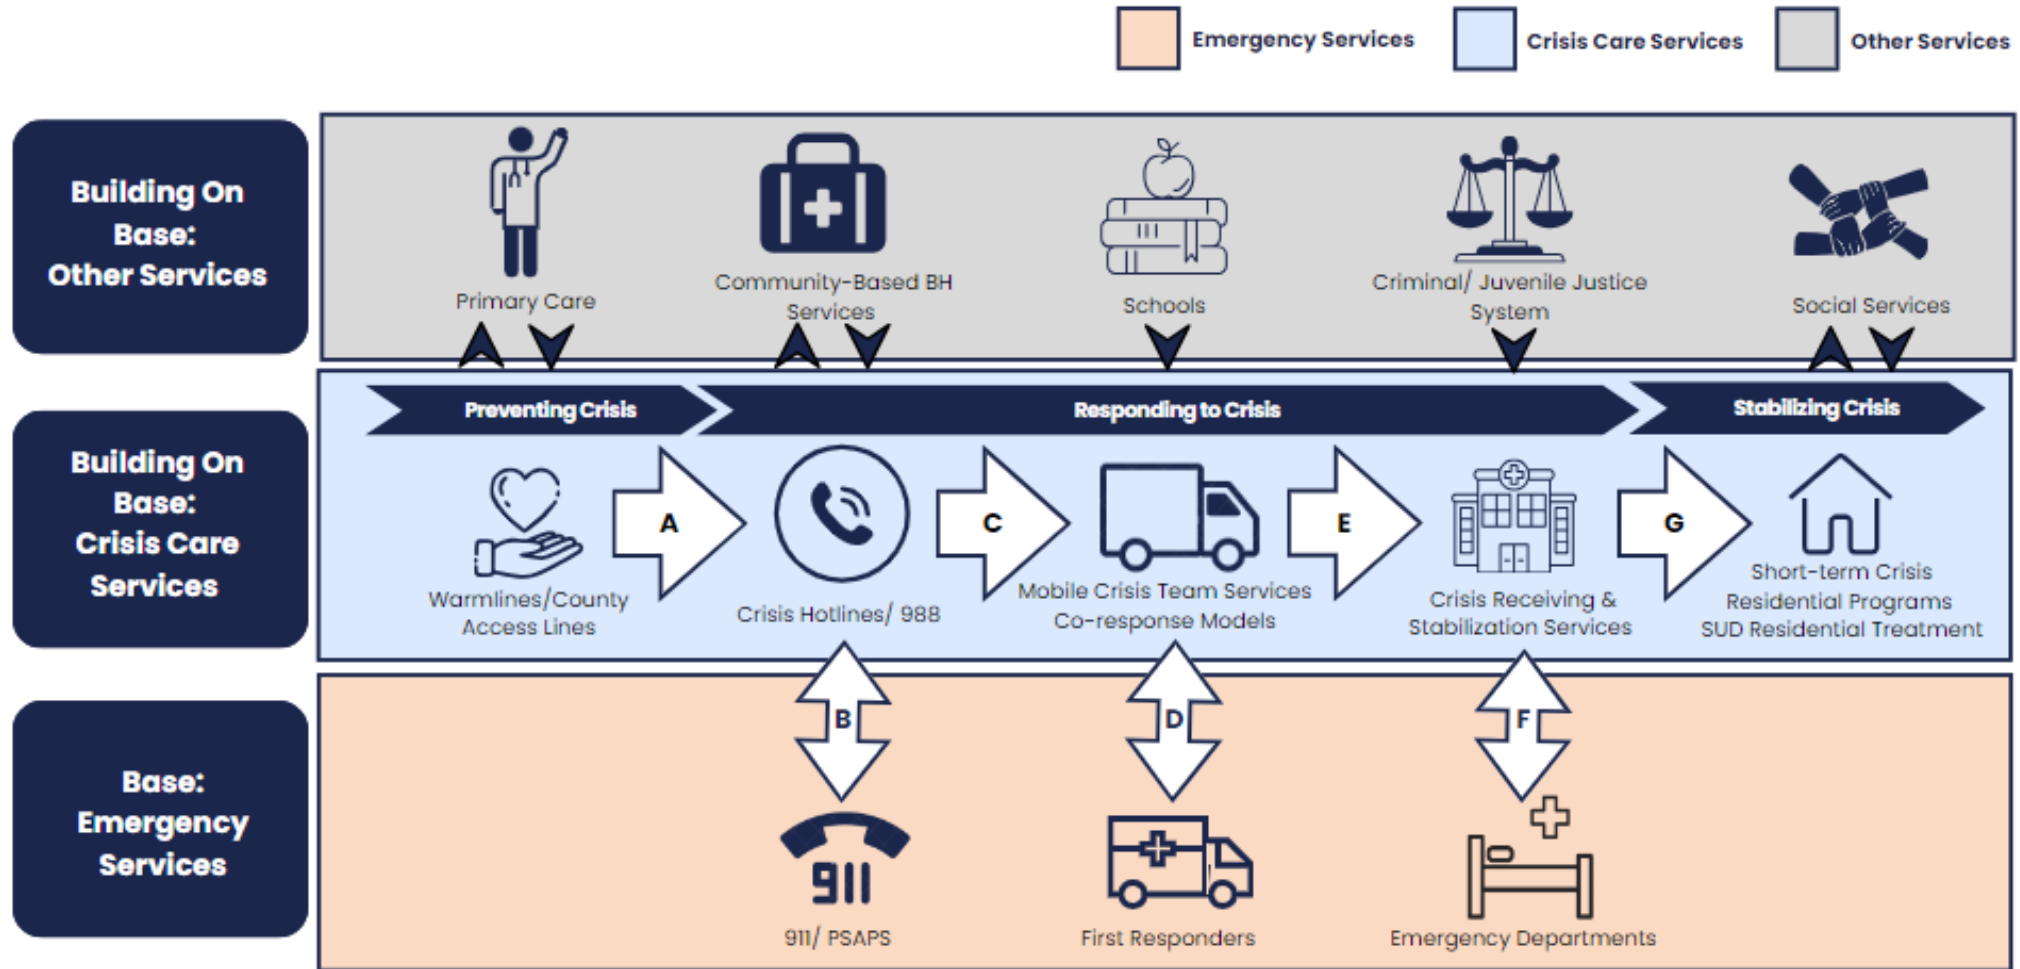 Emergency Services
Crisis Care Services
Other Services
Building On
Base:
Other Services
Primary Care
Community-Based BH
Services
Schools
Criminal/ Juvenile Justice
System
Social Services
Building On
Base:
Crisis Care
Services
Preventing Crisis
Responding to Crisis
Stabilizing Crisis
A
C
E
G
Warmlines/County
Access Lines
Crisis Hotlines/ 988
Mobile Crisis Team Services
Co-response Models
Crisis Receiving &
Stabilization Services
Short-term Crisis
Residential Programs
SUD Residential Treatment
B
D
F
Base:
Emergency
Services
911
911/ PSAPS
First Responders
Emergency Departments